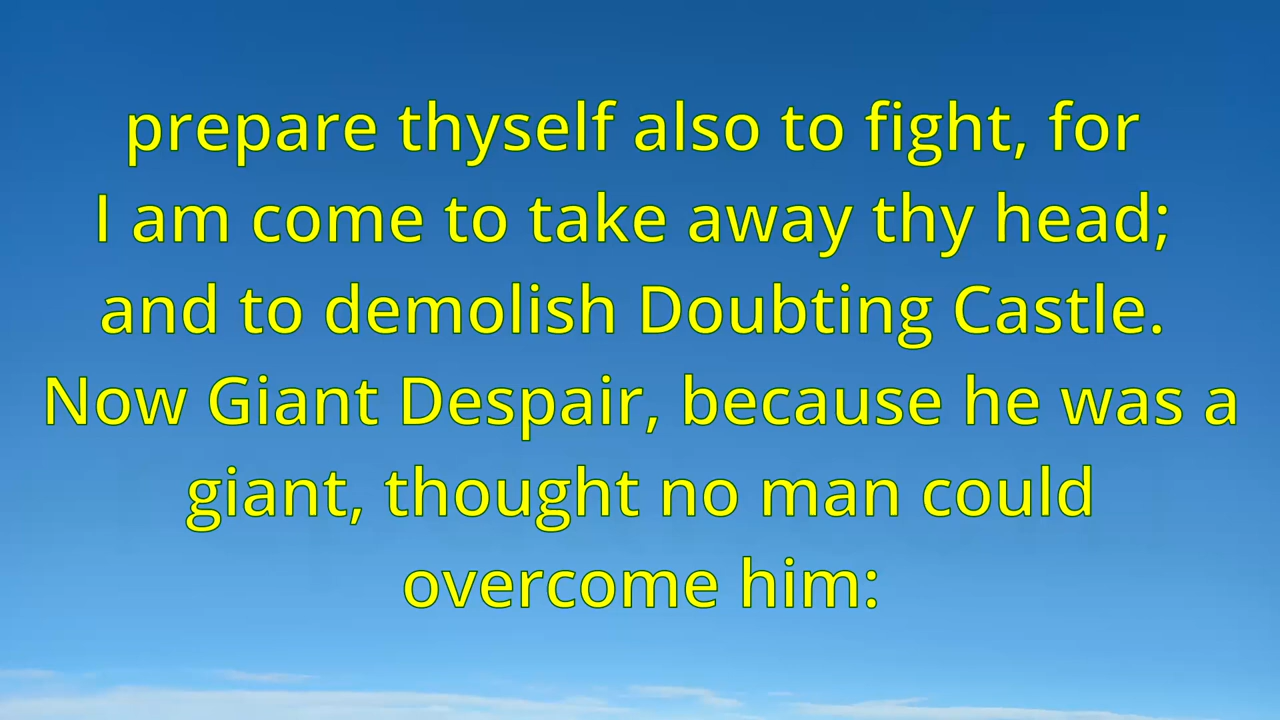 prepare thyself also to fight, for
I am come to take away thy head;
and to demolish Doubting Castle.
Now Giant Despair, because he was a
giant, thought no man could
overcome him: